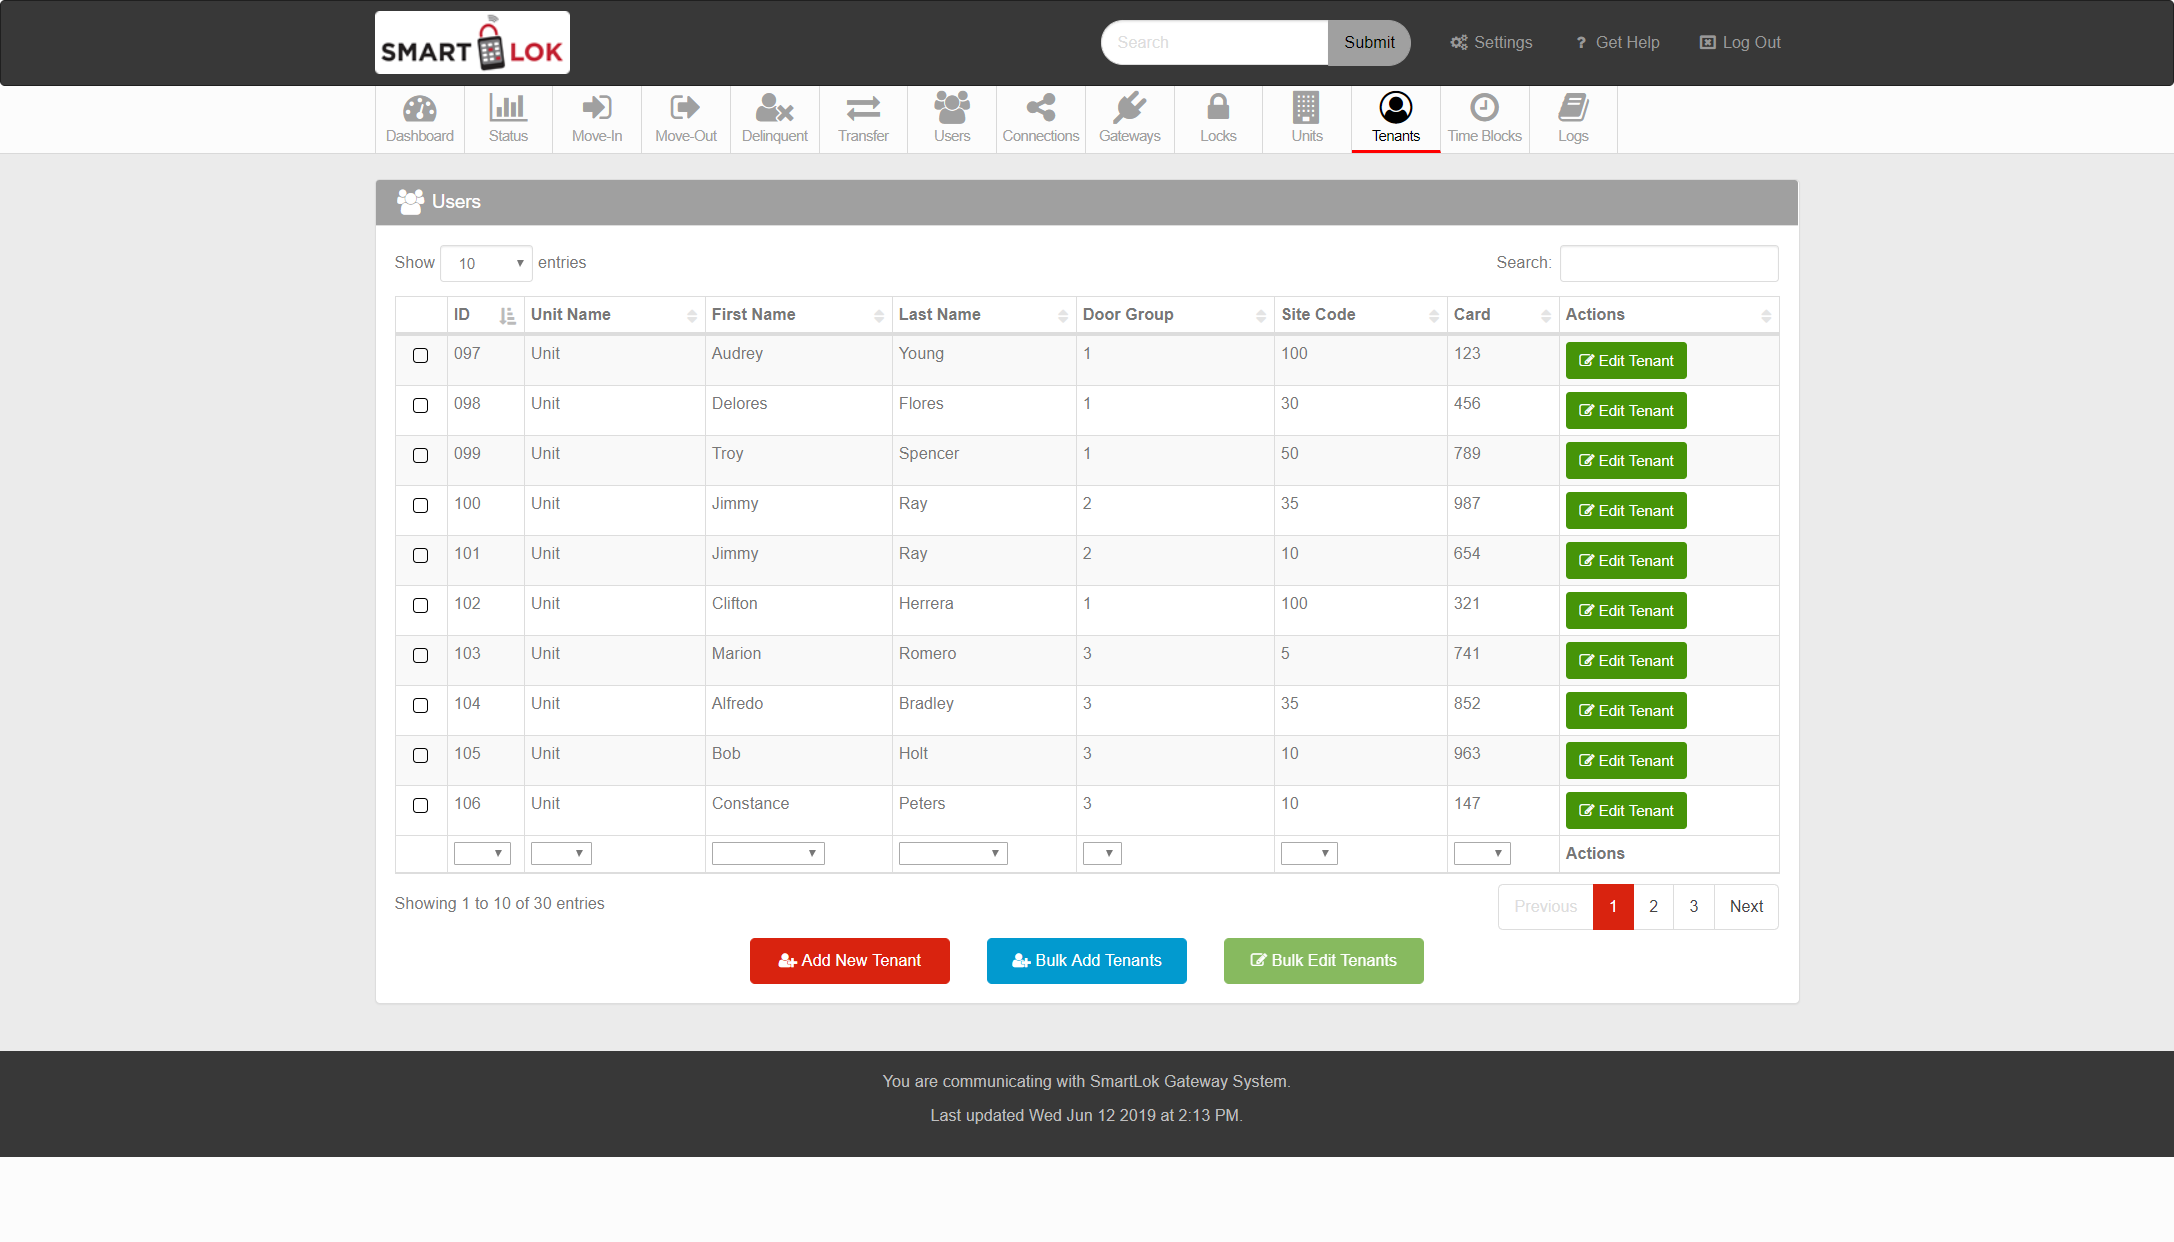 SMART LOK
Search Submit Settings ? Get Help Log Out
Dashboard Status Move-In Move-Out Delinquent Transfer Users Connections Gateways Locks Units Tenants Time Blocks Logs
Users
Show 10 entries Search:
ID Unit Name First Name Last Name Door Group Site Code Card Actions
097 Unit Audrey Young 1 100 123 Edit Tenant
098 Unit Delores Flores 1 30 456 Edit Tenant
099 Unit Troy Spencer 1 50 789 Edit Tenant
100 Unit Jimmy Ray 2 35 987 Edit Tenant
101 Unit Jimmy Ray 2 10 654 Edit Tenant
102 Unit Clifton Herrera 1 100 321 Edit Tenant
103 Unit Marion Romero 3 5 741 Edit Tenant
104 Unit Alfredo Bradley 3 35 852 Edit Tenant
105 Unit Bob Holt 3 10 963 Edit Tenant
106 Unit Constance Peters 3 10 147 Edit Tenant
Actions
Showing 1 to 10 of 30 entries Previous 1 2 3 Next
Add New Tenant Bulk Add Tenants Bulk Edit Tenants
You are communicating with SmartLok Gateway System.
Last updated Wed Jun 12 2019 at 2:13 PM.